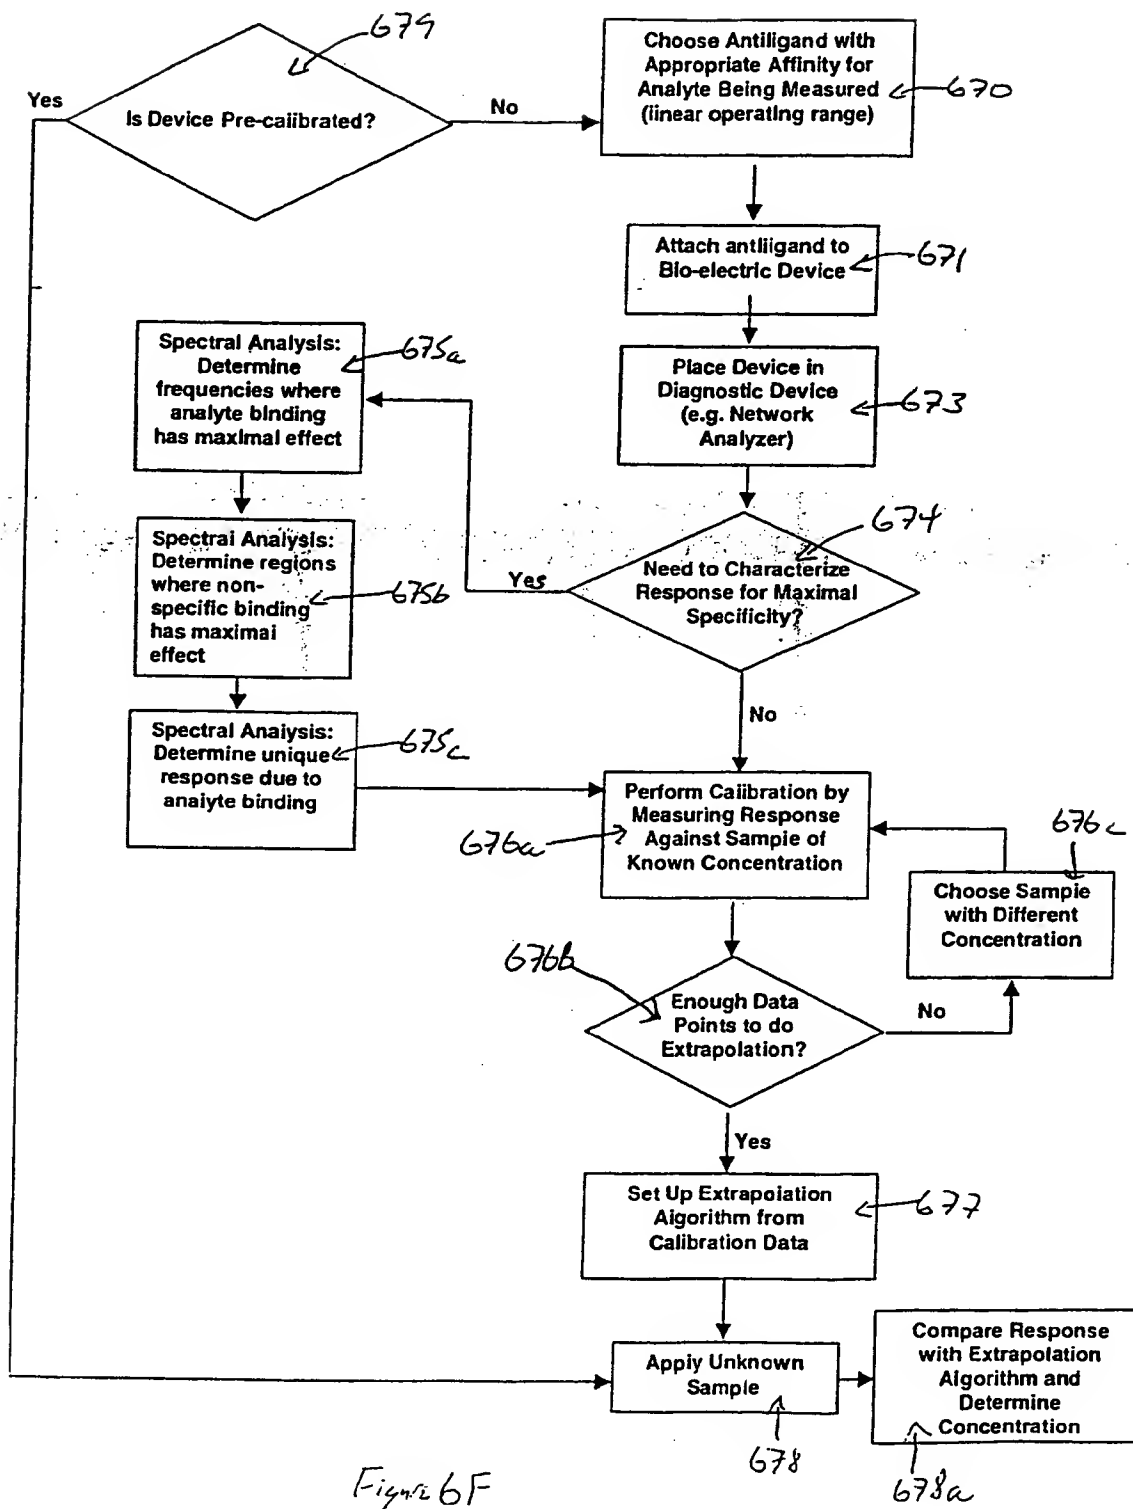 679
Yes
Is Device Pre-calibrated?
No
Choose Antiligand with
Appropriate Affinity for
Analyte Being Measured
(linear operating range)
670
Attach antiligand to
Bio-electric Device
671
Place Device in
Diagnostic Device
(e.g. Network
Analyzer)
673
674
Need to Characterize
Response for Maximal
Specificity?
Yes
No
Spectral Analysis:
Determine
frequencies where
analyte binding
has maximal effect
675a
Spectral Analysis:
Determine regions
where non-
specific binding
has maximal
effect
675b
Spectral Analysis:
Determine unique
response due to
analyte binding
675c
Perform Calibration by
Measuring Response
Against Sample of
Known Concentration
676a
676c
Choose Sample
with Different
Concentration
676b
Enough Data
Points to do
Extrapolation?
No
Yes
Set Up Extrapolation
Algorithm from
Calibration Data
677
Apply Unknown
Sample
678
Compare Response
with Extrapolation
Algorithm and
Determine
Concentration
678a
Figure 6F